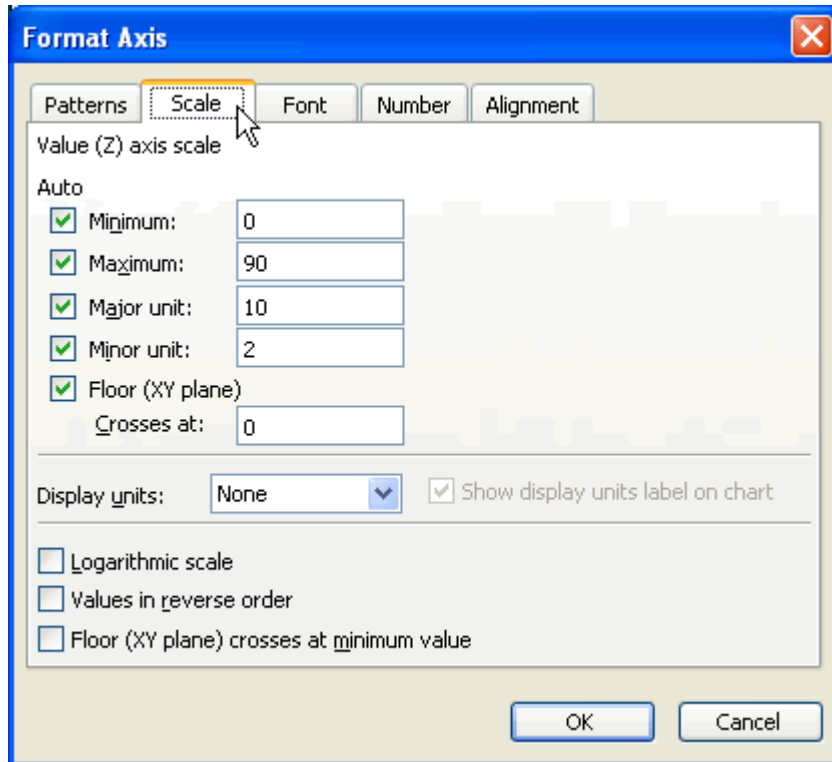 Format Axis
Patterns Scale Font Number Alignment
Value (Z) axis scale
Auto
Minimum: 0
Maximum: 90
Major unit: 10
Minor unit: 2
Floor (XY plane)
Crosses at: 0
Display units: None Show display units label on chart
Logarithmic scale
Values in reverse order
Floor (XY plane) crosses at minimum value
OK Cancel